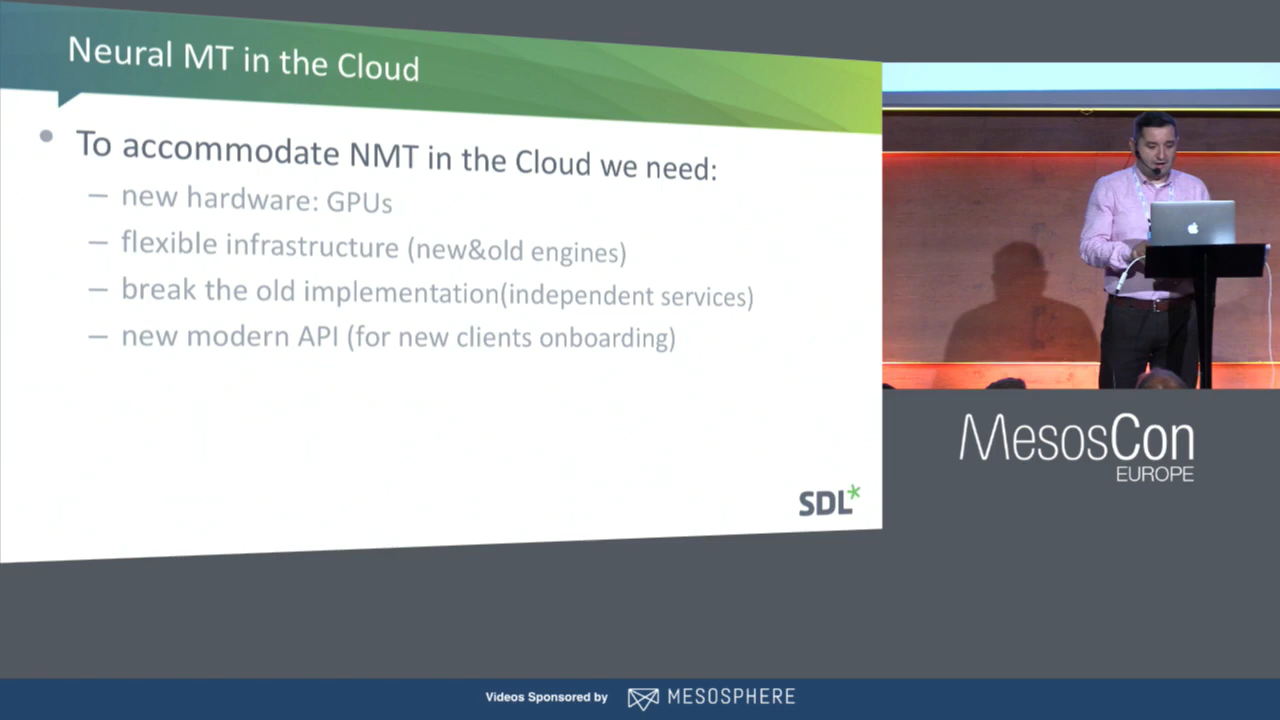 Neural MT in the Cloud
To accommodate NMT in the Cloud we need:
– new hardware: GPUs
– flexible infrastructure (new&old engines)
– break the old implementation(independent services)
– new modern API (for new clients onboarding)
SDL*
MesosCon
EUROPE
Videos Sponsored by MESOSPHERE